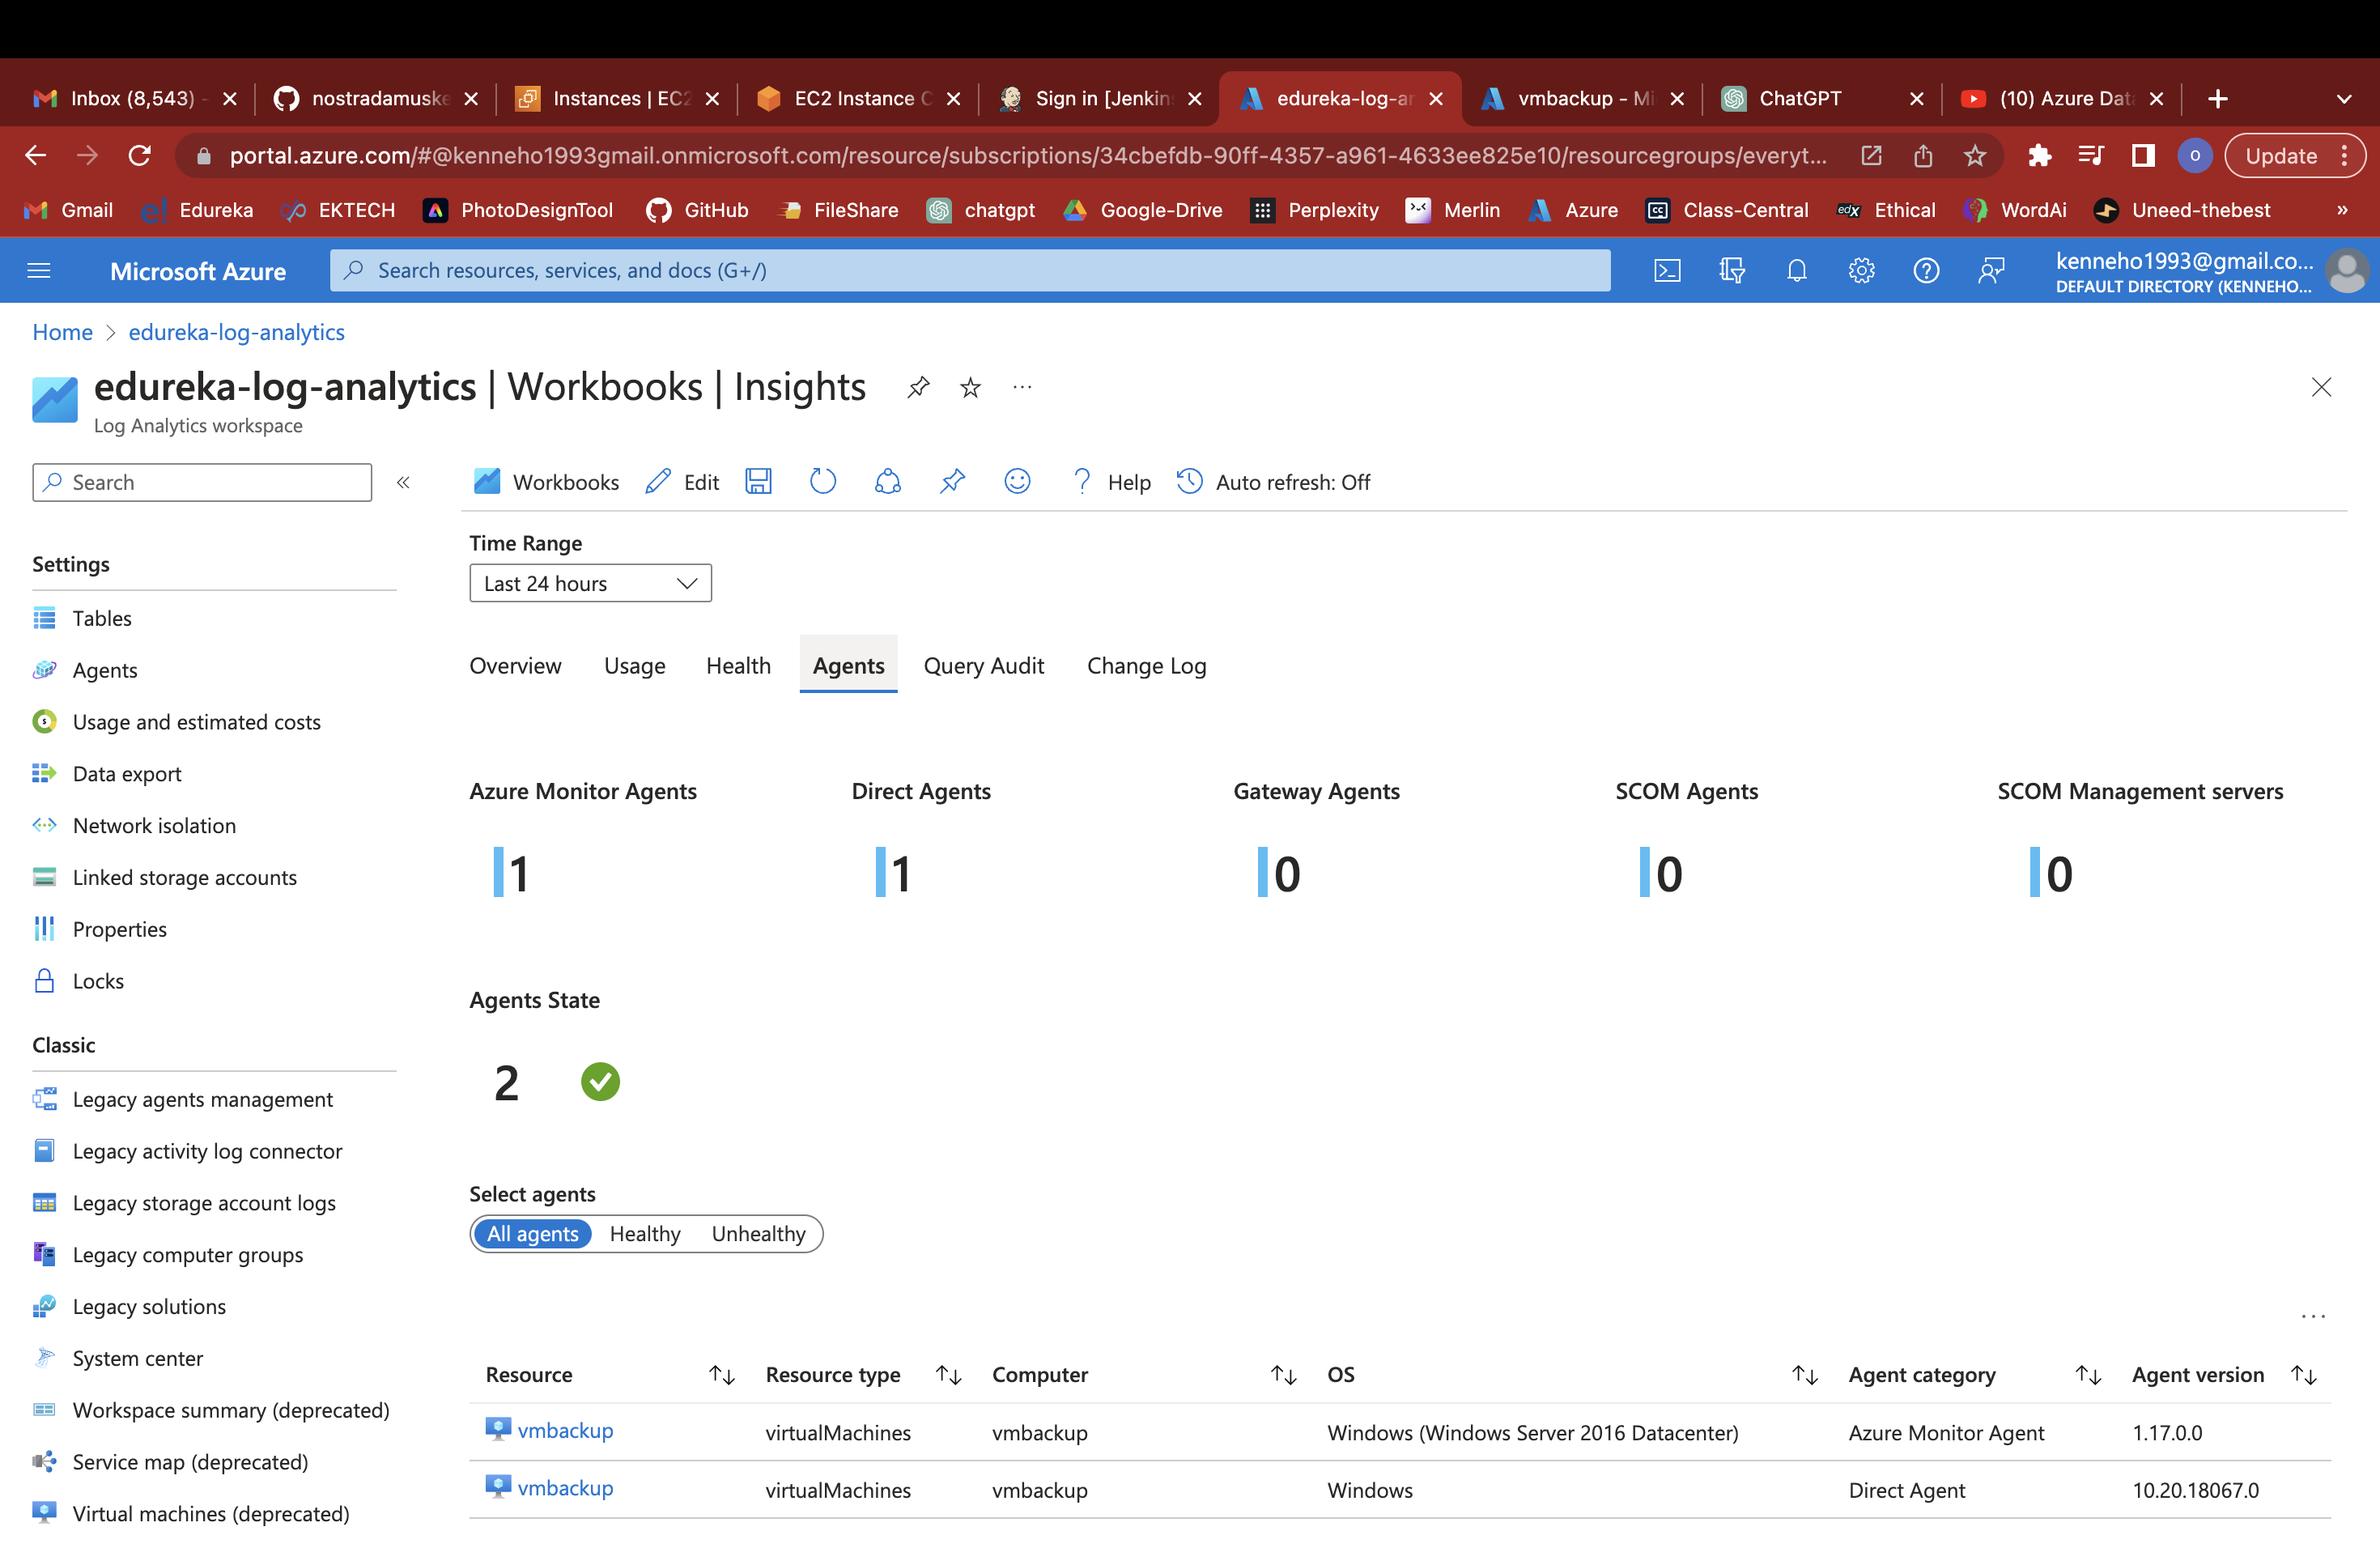 Inbox (8,543) -
nostradamuske
Instances | EC2
EC2 Instance C
Sign in [Jenkin
edureka-log-an
vmbackup - Mi
ChatGPT
(10) Azure Data
portal.azure.com/#@kenneho1993gmail.onmicrosoft.com/resource/subscriptions/34cbefdb-90ff-4357-a961-4633ee825e10/resourcegroups/everyt...
O
Update
Gmail
Edureka
EKTECH
PhotoDesignTool
GitHub
FileShare
chatgpt
Google-Drive
Perplexity
Merlin
Azure
Class-Central
Ethical
WordAi
Uneed-thebest
»
Microsoft Azure
Search resources, services, and docs (G+/)
kenneho1993@gmail.co...
DEFAULT DIRECTORY (KENNEHO...
Home > edureka-log-analytics
edureka-log-analytics | Workbooks | Insights
Log Analytics workspace
Search
«
Workbooks
Edit
Help
Auto refresh: Off
Settings
Tables
Agents
Usage and estimated costs
Data export
Network isolation
Linked storage accounts
Properties
Locks
Classic
Legacy agents management
Legacy activity log connector
Legacy storage account logs
Legacy computer groups
Legacy solutions
System center
Workspace summary (deprecated)
Service map (deprecated)
Virtual machines (deprecated)
Time Range
Last 24 hours
Overview Usage Health Agents Query Audit Change Log
Azure Monitor Agents Direct Agents Gateway Agents SCOM Agents SCOM Management servers
1 1 0 0 0
Agents State
2
Select agents
All agents Healthy Unhealthy
...
Resource Resource type Computer OS Agent category Agent version
vmbackup virtualMachines vmbackup Windows (Windows Server 2016 Datacenter) Azure Monitor Agent 1.17.0.0
vmbackup virtualMachines vmbackup Windows Direct Agent 10.20.18067.0